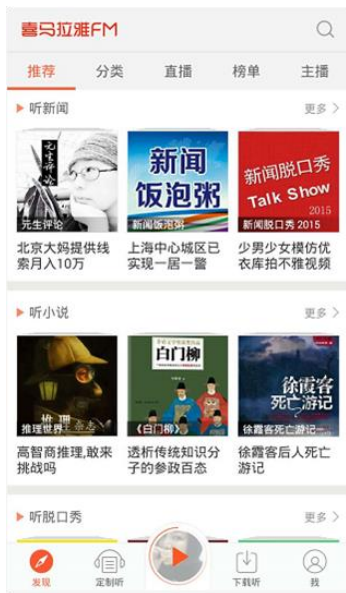 喜马拉雅FM
推荐 分类 直播 榜单 主播
听新闻 更多
元生评论
元生评论
新闻
饭泡粥
新闻饭泡粥
新闻脱口秀
Talk Show
2015
新闻脱口秀 2015
北京大妈提供线
索月入10万
上海中心城区已
实现一居一警
少男少女模仿优
衣库拍不雅视频
听小说 更多
推理世界
白门柳
《白门柳》
徐霞客
死亡游记
徐霞客死亡游记…
高智商推理,敢来
挑战吗
透析传统知识分
子的参政百态
徐霞客后人死亡
游记
听脱口秀 更多
发现 定制听 下载听 我